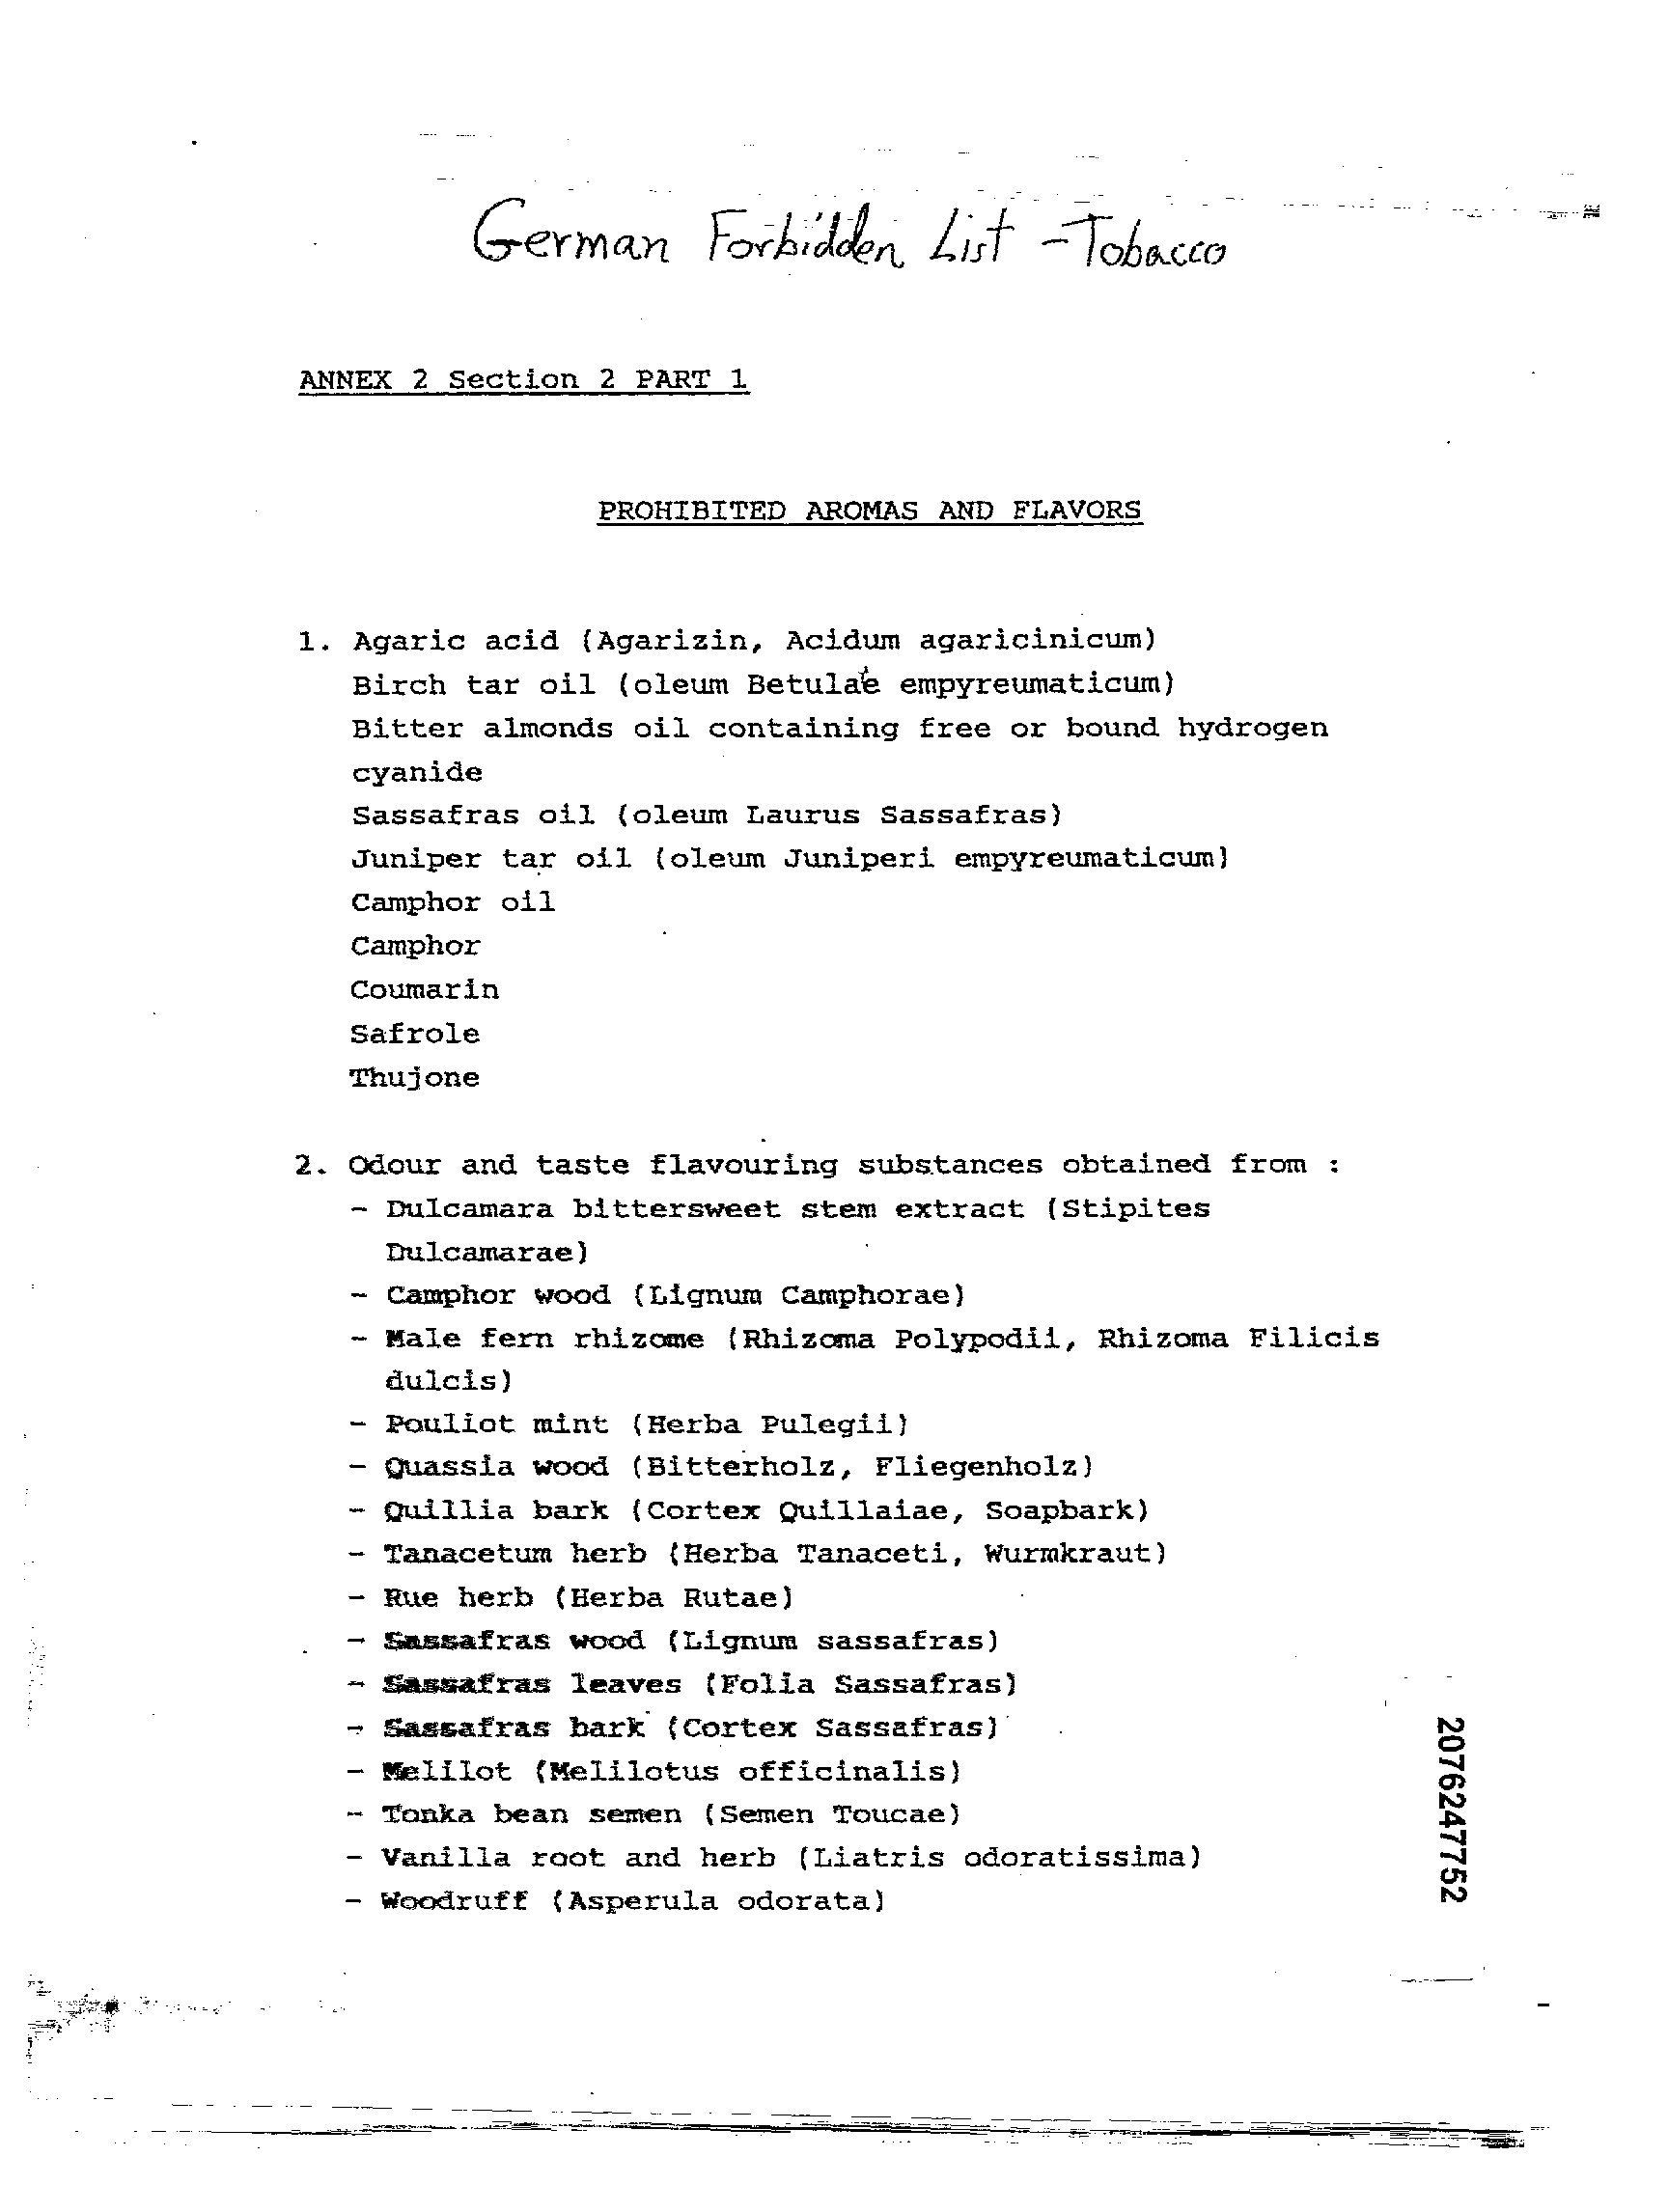 German Forbidden List - Tobacco
ANNEX 2 Section 2 PART 1
PROHIBITED AROMAS AND FLAVORS
1. Agaric acid (Agarizin, Acidum agaricinicum)
Birch tar oil (oleum Betulae empyreumaticum)
Bitter almonds oil containing free or bound hydrogen
cyanide
Sassafras oil (oleum Laurus Sassafras)
Juniper tar oil (oleum Juniperi empyreumaticum)
Camphor oil
Camphor
Coumarin
Safrole
Thujone
2. Odour and taste flavouring substances obtained from :
- Dulcamara bittersweet stem extract (Stipites
Dulcamarae)
- Camphor wood (Lignum Camphorae)
- Male fern rhizome (Rhizoma Polypodii, Rhizoma Filicis
dulcis)
- Pouliot mint (Herba Pulegii)
- Quassia wood (Bitterholz, Fliegenholz)
- Quillia bark (Cortex Quillaiae, Soapbark)
- Tanacetum herb (Herba Tanaceti, Wurmkraut)
- Rue herb (Herba Rutae)
- Sassafras wood (Lignum sassafras)
- Sassafras leaves (Folia Sassafras)
- Sassafras bark (Cortex Sassafras)
- Melilot (Melilotus officinalis)
- Tonka bean semen (Semen Toucae)
- Vanilla root and herb (Liatris odoratissima)
- Woodruff (Asperula odorata)
2076247752